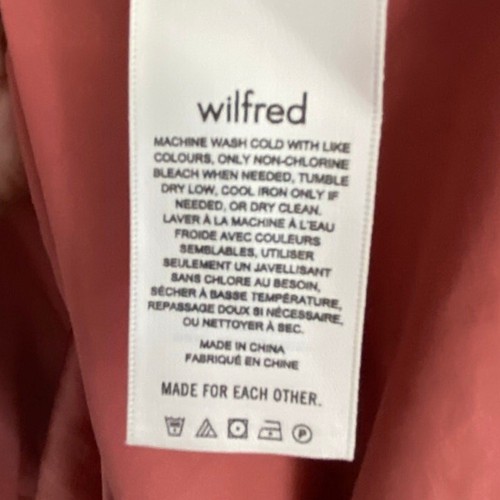 wilfred
MACHINE WASH COLD WITH LIKE
COLOURS, ONLY NON-CHLORINE
BLEACH WHEN NEEDED, TUMBLE
DRY LOW, COOL IRON ONLY IF
NEEDED, OR DRY CLEAN.
LAVER À LA MACHINE À L'EAU
FROIDE AVEC COULEURS
SEMBLABLES, UTILISER
SEULEMENT UN JAVELLISANT
SANS CHLORE AU BESOIN,
SÉCHER À BASSE TEMPÉRATURE,
REPASSAGE DOUX SI NÉCESSAIRE,
OU NETTOYER À SEC.
MADE IN CHINA
FABRIQUÉ EN CHINE
MADE FOR EACH OTHER.
P